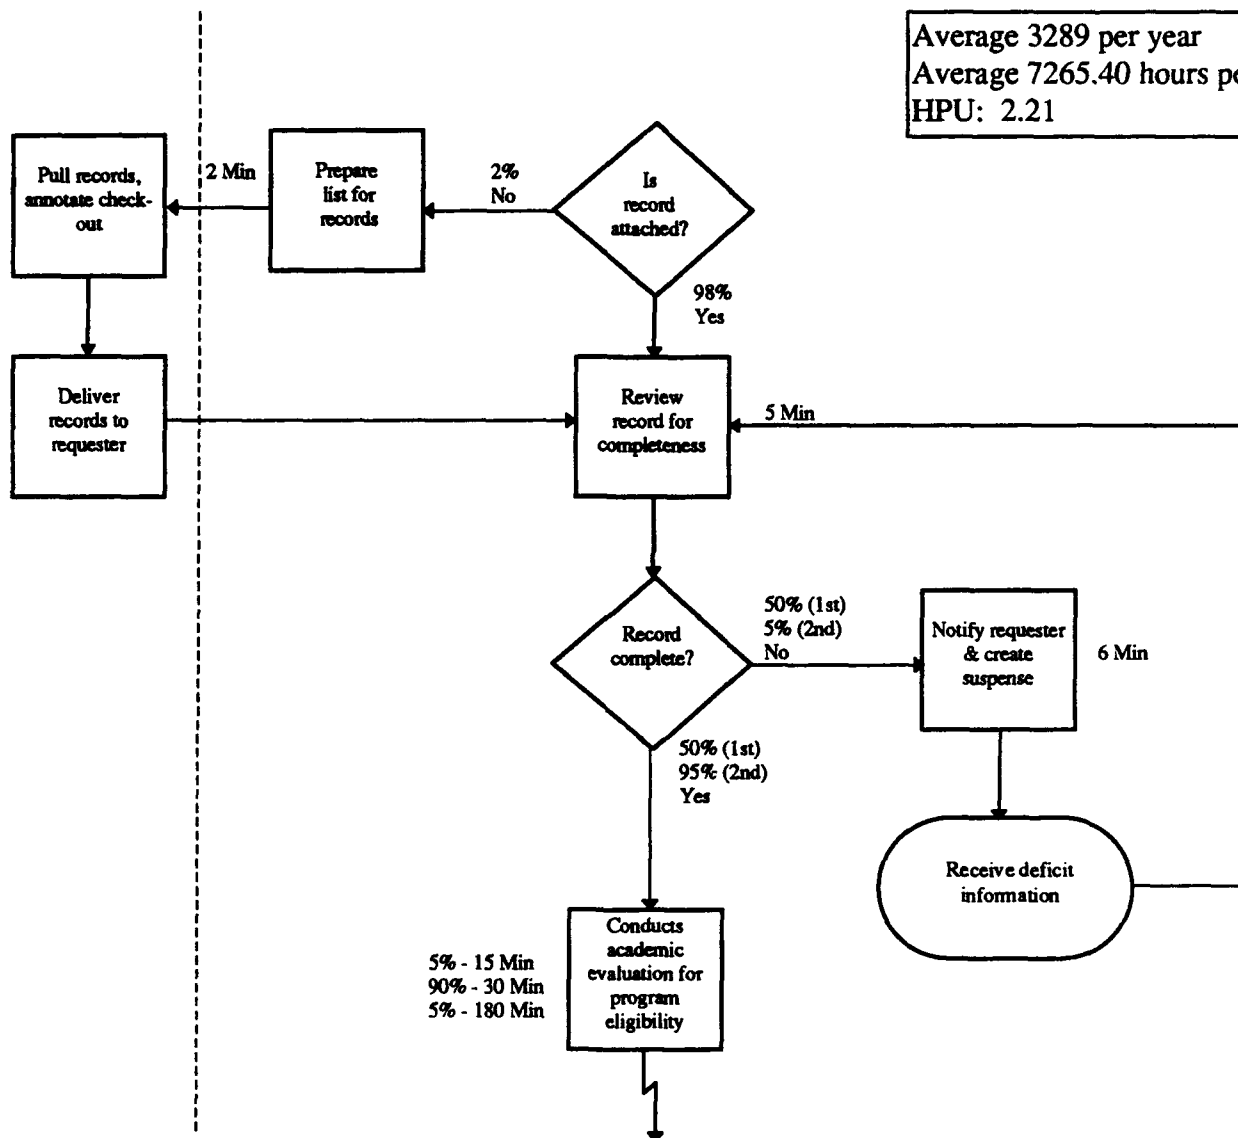 Average 3289 per year
Average 7265.40 hours pe
HPU: 2.21
Pull records,
annotate check-
out
2 Min
Prepare
list for
records
2%
No
Is
record
attached?
98%
Yes
Deliver
records to
requester
Review
record for
completeness
5 Min
Record
complete?
50% (1st)
5% (2nd)
No
Notify requester
& create
suspense
6 Min
50% (1st)
95% (2nd)
Yes
Receive deficit
information
5% - 15 Min
90% - 30 Min
5% - 180 Min
Conducts
academic
evaluation for
program
eligibility